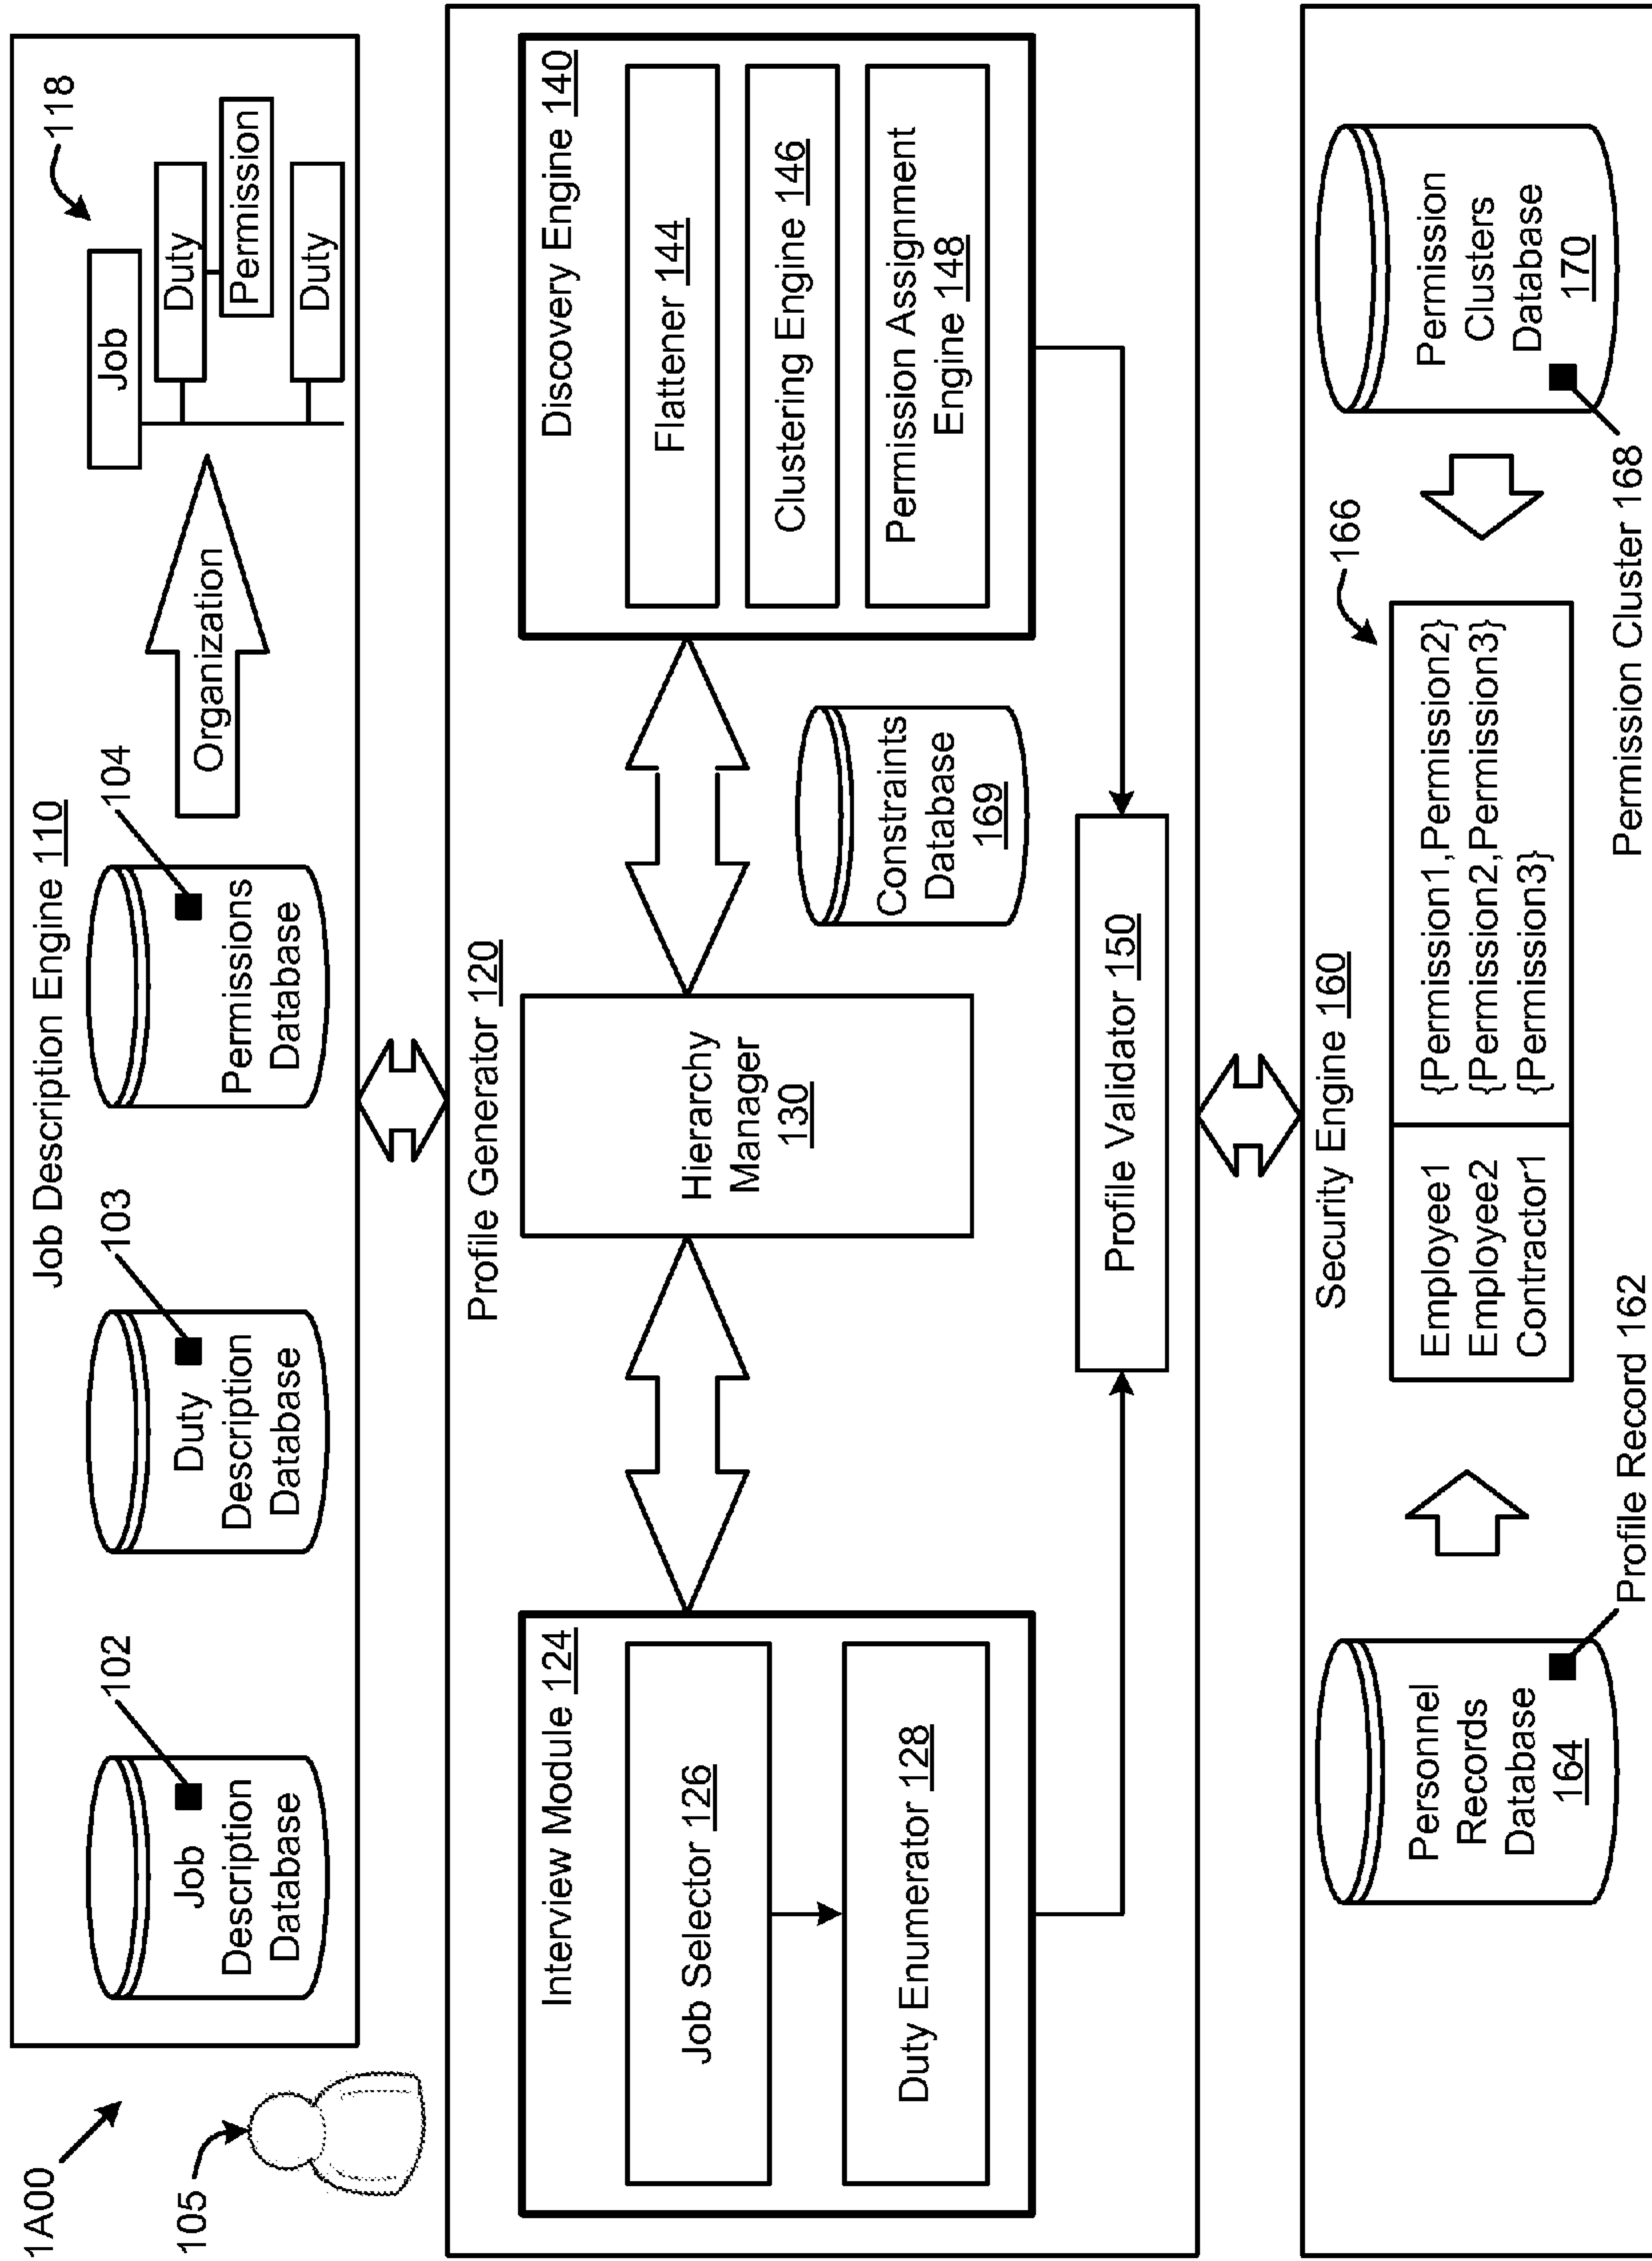 1A00
105
Job Description Engine 110
102
Job
Description
Database
103
Duty
Description
Database
104
Permissions
Database
Organization
118
Job
Duty
Permission
Duty
Profile Generator 120
Interview Module 124
Job Selector 126
Duty Enumerator 128
Hierarchy
Manager
130
Constraints
Database
169
Discovery Engine 140
Flattener 144
Clustering Engine 146
Permission Assignment
Engine 148
Profile Validator 150
Security Engine 160
Personnel
Records
Database
164
Profile Record 162
166
Employee1 {Permission1,Permission2}
Employee2 {Permission2,Permission3}
Contractor1 {Permission3}
Permission
Clusters
Database
170
Permission Cluster 168